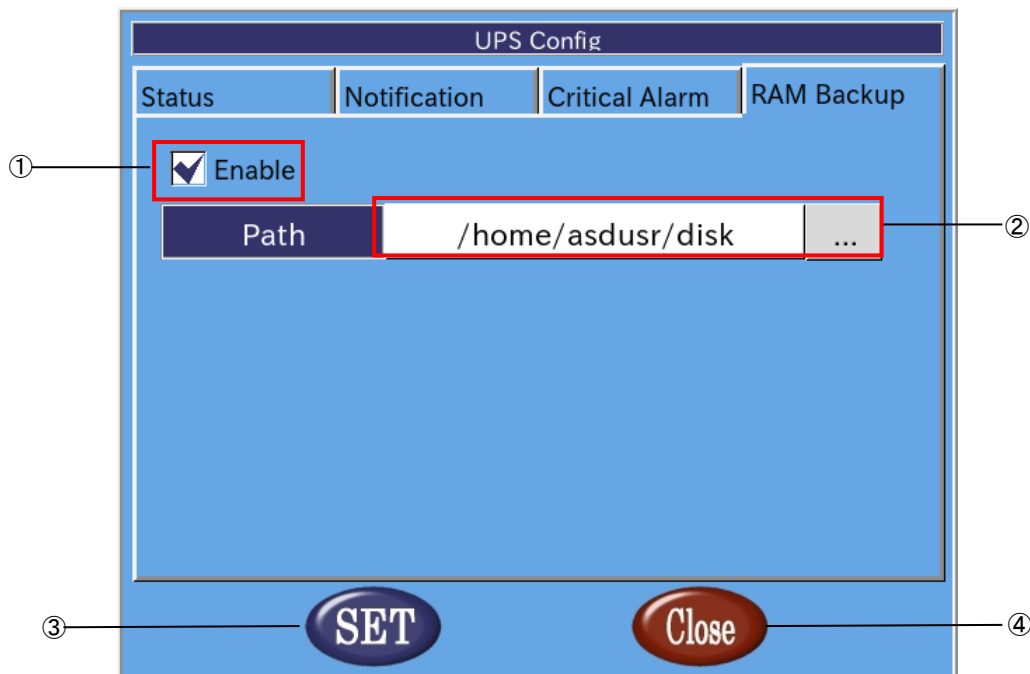 UPS Config
Status Notification Critical Alarm RAM Backup
① Enable
Path /home/asdusr/disk ... ②
③ SET Close ④